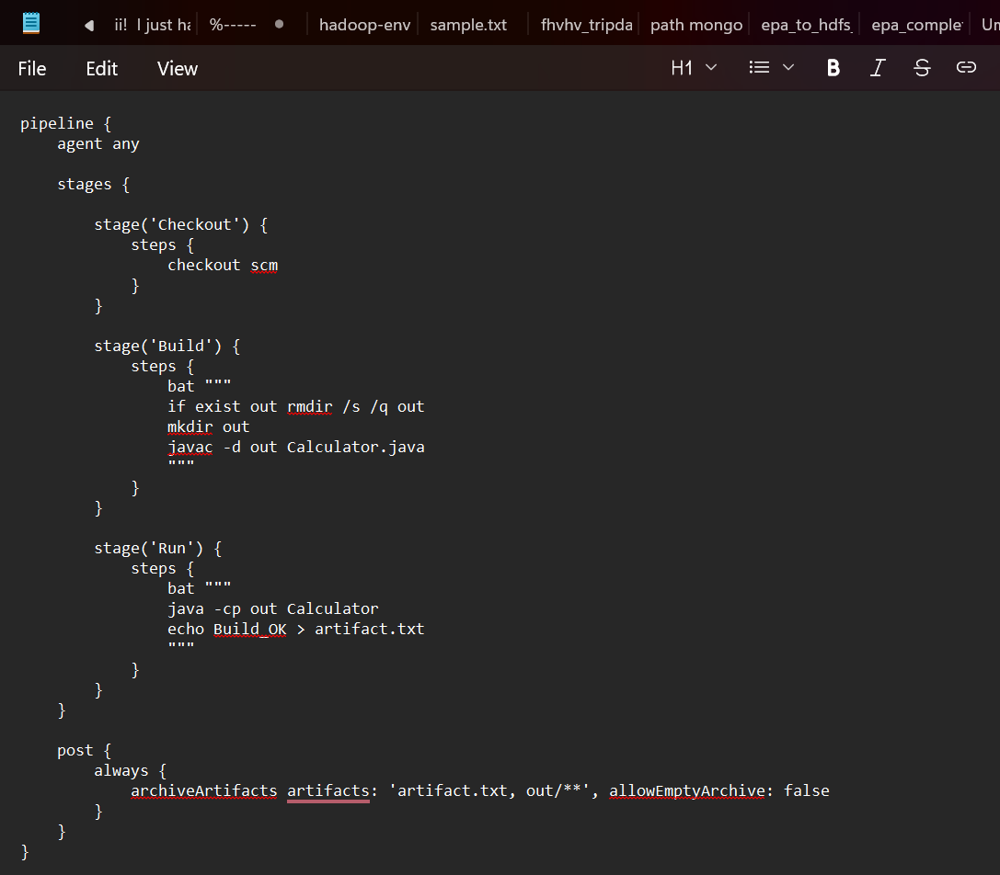 ii! I just ha %----- hadoop-env sample.txt fhvhv_tripda path mongo epa_to_hdfs_ epa_comple Un
File Edit View H1 B I S
pipeline {
    agent any

    stages {

        stage('Checkout') {
            steps {
                checkout scm
            }
        }

        stage('Build') {
            steps {
                bat """
                if exist out rmdir /s /q out
                mkdir out
                javac -d out Calculator.java
                """
            }
        }

        stage('Run') {
            steps {
                bat """
                java -cp out Calculator
                echo Build_OK > artifact.txt
                """
            }
        }
    }

    post {
        always {
            archiveArtifacts artifacts: 'artifact.txt, out/**', allowEmptyArchive: false
        }
    }
}